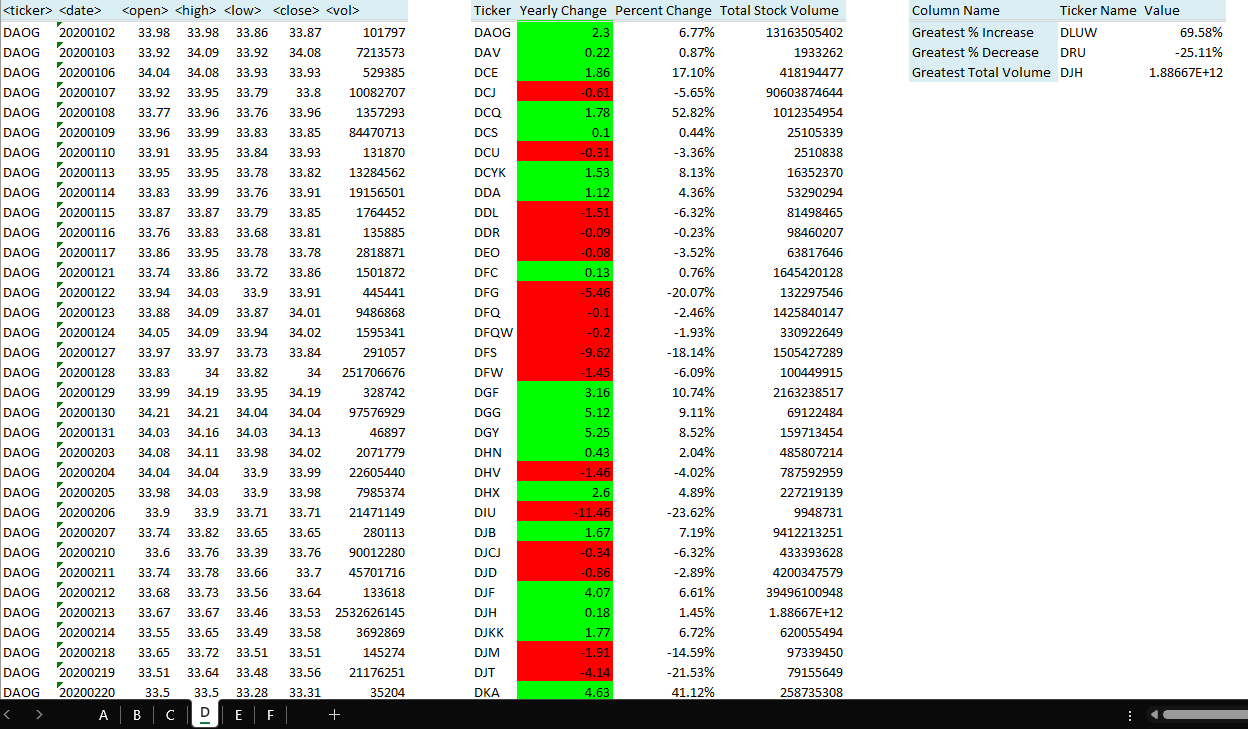 <ticker> <date> <open> <high> <low> <close> <vol> Ticker Yearly Change Percent Change Total Stock Volume Column Name Ticker Name Value
DAOG 20200102 33.98 33.98 33.86 33.87 101797 DAOG 2.3 6.77% 13163505402 Greatest % Increase DLUW 69.58%
DAOG 20200103 33.92 34.09 33.92 34.08 7213573 DAV 0.22 0.87% 1933262 Greatest % Decrease DRU -25.11%
DAOG 20200106 34.04 34.08 33.93 33.93 529385 DCE 1.86 17.10% 418194477 Greatest Total Volume DJH 1.88667E+12
DAOG 20200107 33.92 33.95 33.79 33.8 10082707 DCJ -0.61 -5.65% 90603874644
DAOG 20200108 33.77 33.96 33.76 33.96 1357293 DCQ 1.78 52.82% 1012354954
DAOG 20200109 33.96 33.99 33.83 33.85 84470713 DCS 0.1 0.44% 25105339
DAOG 20200110 33.91 33.95 33.84 33.93 131870 DCU -0.31 -3.36% 2510838
DAOG 20200113 33.95 33.95 33.78 33.82 13284562 DCYK 1.53 8.13% 16352370
DAOG 20200114 33.83 33.99 33.76 33.91 19156501 DDA 1.12 4.36% 53290294
DAOG 20200115 33.87 33.87 33.79 33.85 1764452 DDL -1.51 -6.32% 81498465
DAOG 20200116 33.76 33.83 33.68 33.81 135885 DDR -0.09 -0.23% 98460207
DAOG 20200117 33.86 33.95 33.78 33.78 2818871 DEO -0.08 -3.52% 63817646
DAOG 20200121 33.74 33.86 33.72 33.86 1501872 DFC 0.13 0.76% 1645420128
DAOG 20200122 33.94 34.03 33.9 33.91 445441 DFG -5.46 -20.07% 132297546
DAOG 20200123 33.88 34.09 33.87 34.01 9486868 DFQ -0.1 -2.46% 1425840147
DAOG 20200124 34.05 34.09 33.94 34.02 1595341 DFQW -0.2 -1.93% 330922649
DAOG 20200127 33.97 33.97 33.73 33.84 291057 DFS -9.62 -18.14% 1505427289
DAOG 20200128 33.83 34 33.82 34 251706676 DFW -1.45 -6.09% 100449915
DAOG 20200129 33.99 34.19 33.95 34.19 328742 DGF 3.16 10.74% 2163238517
DAOG 20200130 34.21 34.21 34.04 34.04 97576929 DGG 5.12 9.11% 69122484
DAOG 20200131 34.03 34.16 34.03 34.13 46897 DGY 5.25 8.52% 159713454
DAOG 20200203 34.08 34.11 33.98 34.02 2071779 DHN 0.43 2.04% 485807214
DAOG 20200204 34.04 34.04 33.9 33.99 22605440 DHV -1.46 -4.02% 787592959
DAOG 20200205 33.98 34.03 33.9 33.98 7985374 DHX 2.6 4.89% 227219139
DAOG 20200206 33.9 33.9 33.71 33.71 21471149 DIU -11.46 -23.62% 9948731
DAOG 20200207 33.74 33.82 33.65 33.65 280113 DJB 1.67 7.19% 9412213251
DAOG 20200210 33.6 33.76 33.39 33.76 90012280 DJCJ -0.34 -6.32% 433393628
DAOG 20200211 33.74 33.78 33.66 33.7 45701716 DJD -0.86 -2.89% 4200347579
DAOG 20200212 33.68 33.73 33.56 33.64 133618 DJF 4.07 6.61% 39496100948
DAOG 20200213 33.67 33.67 33.46 33.53 2532626145 DJH 0.18 1.45% 1.88667E+12
DAOG 20200214 33.55 33.65 33.49 33.58 3692869 DJKK 1.77 6.72% 620055494
DAOG 20200218 33.65 33.72 33.51 33.51 145274 DJM -1.91 -14.59% 97339450
DAOG 20200219 33.51 33.64 33.48 33.56 21176251 DJT -4.14 -21.53% 79155649
DAOG 20200220 33.5 33.5 33.28 33.31 35204 DKA 4.63 41.12% 258735308
A B C D E F +